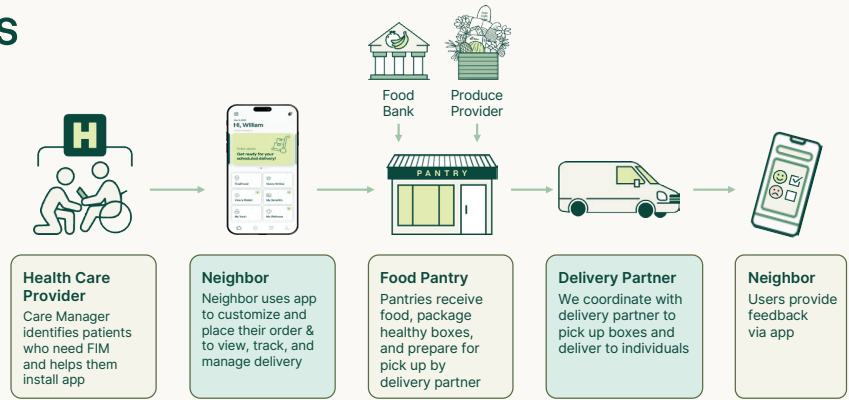 s
Food
Bank
Produce
Provider
H
Hi, William
Get ready for your
scheduled delivery!
PANTRY
Health Care
Provider
Care Manager
identifies patients
who need FIM
and helps them
install app
Neighbor
Neighbor uses app
to customize and
place their order &
to view, track, and
manage delivery
Food Pantry
Pantries receive
food, package
healthy boxes,
and prepare for
pick up by
delivery partner
Delivery Partner
We coordinate with
delivery partner to
pick up boxes and
deliver to individuals
Neighbor
Users provide
feedback
via app